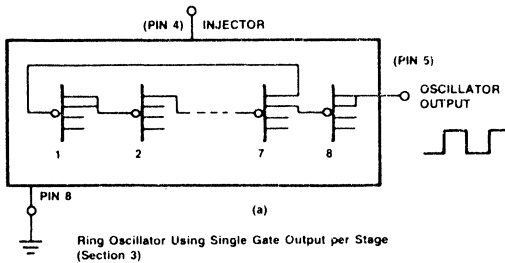 (PIN 4) INJECTOR
(PIN 5)
OSCILLATOR
OUTPUT
1 2 7 8
PIN 8
(a)
Ring Oscillator Using Single Gate Output per Stage
(Section 3)